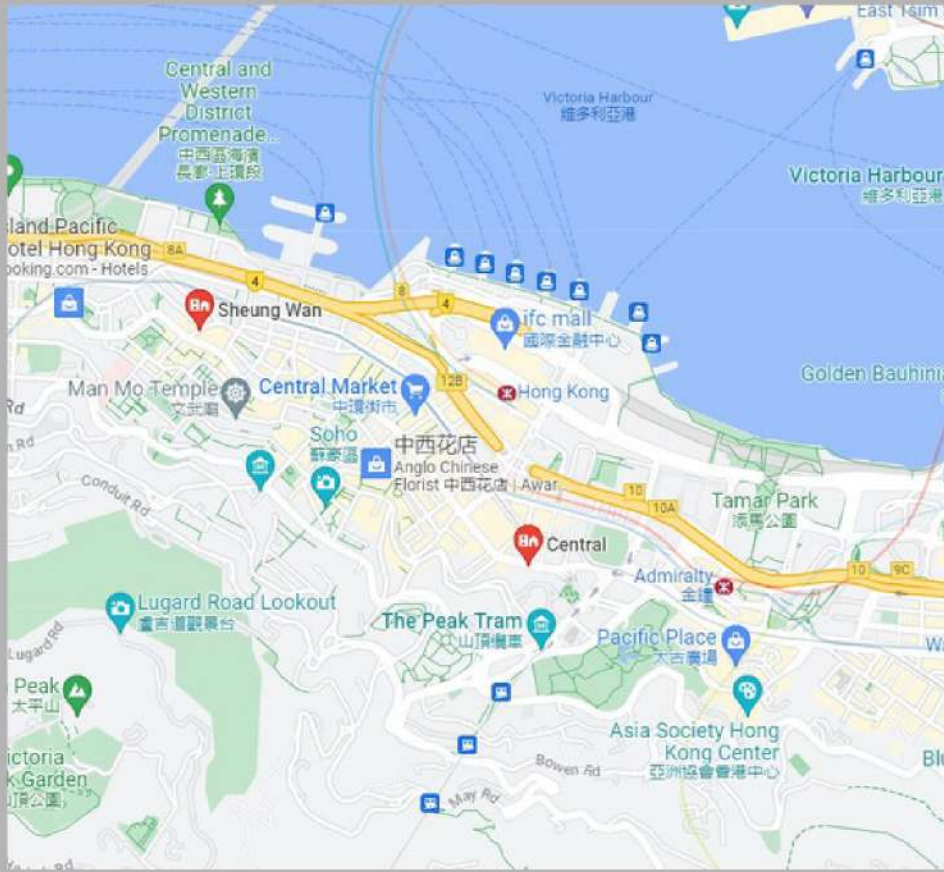 East Tsim
Central and
Western
District
Promenade...
中西區海濱
長廊-上環段
Victoria Harbour
維多利亞港
Victoria Harbour
維多利亞港
sland Pacific
otel Hong Kong
ooking.com - Hotels
8A
4
8
4
Sheung Wan
ifc mall
國際金融中心
12B
Golden Bauhinia
Man Mo Temple
文武廟
Central Market
中環街市
Hong Kong
Rd
n Rd
Soho
蘇豪區
中西花店
Anglo Chinese
Florist 中西花店 | Awar
Conduit Rd
10
10A
Tamar Park
添馬公園
Central
Admiralty
金鐘
10
9C
Lugard Road Lookout
盧吉道觀景台
The Peak Tram
山頂纜車
Pacific Place
太古廣場
Wa
Lugard Rd
Peak
太平山
Asia Society Hong
Kong Center
亞洲協會香港中心
ictoria
k Garden
山頂公園
Bowen Rd
Blu
May Rd